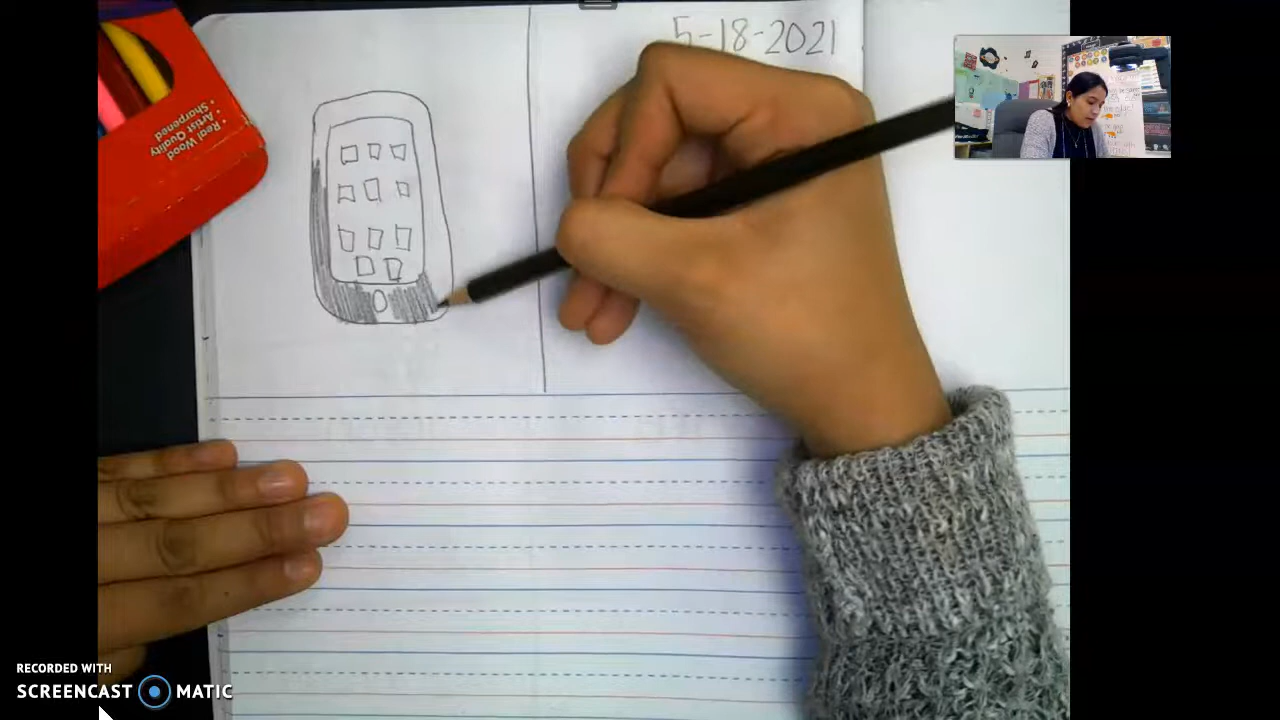 5-18-2021
• Real Wood
• Artist Quality
• Sharpened
RECORDED WITH
SCREENCAST MATIC